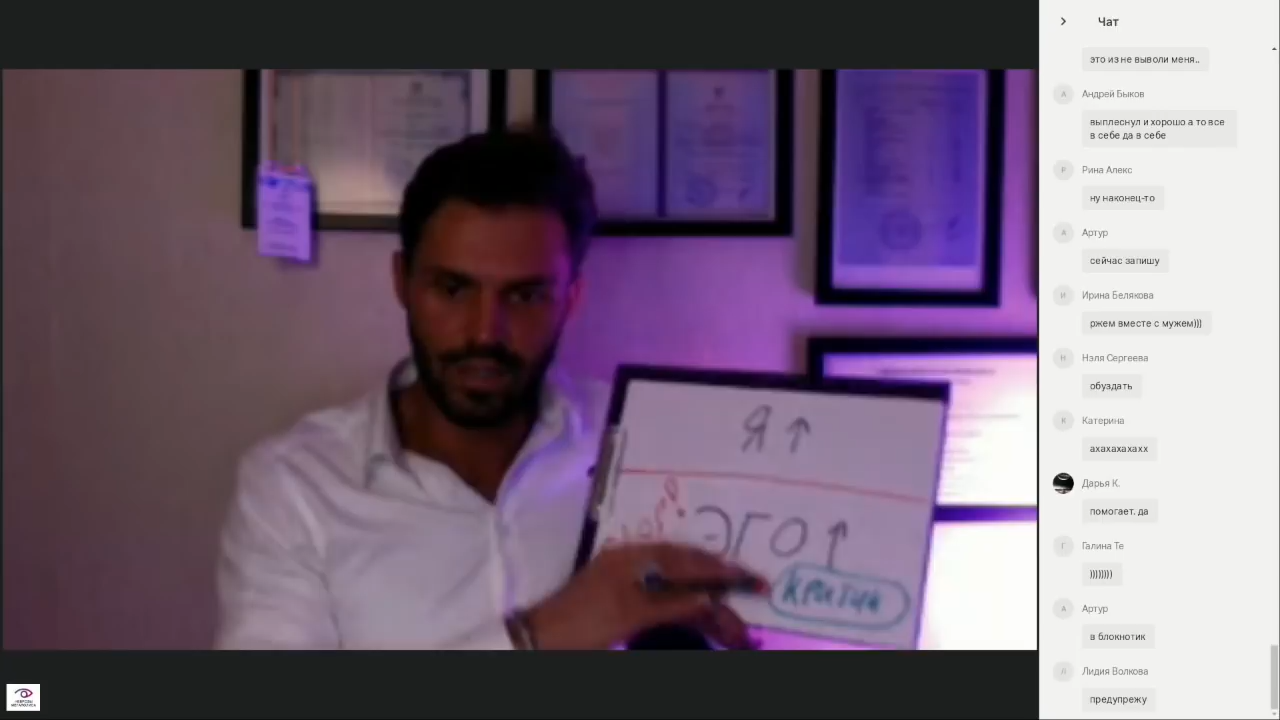 Я ↑
ЭГО ↑
критик
Чат
это из не выволи меня..
Андрей Быков
выплеснул и хорошо а то все
в себе да в себе
Рина Алекс
ну наконец-то
Артур
сейчас запишу
Ирина Белякова
ржем вместе с мужем)))
Нэля Сергеева
обуздать
Катерина
ахахахахахх
Дарья К.
помогает. да
Галина Те
))))))))
Артур
в блокнотик
Лидия Волкова
предупрежу